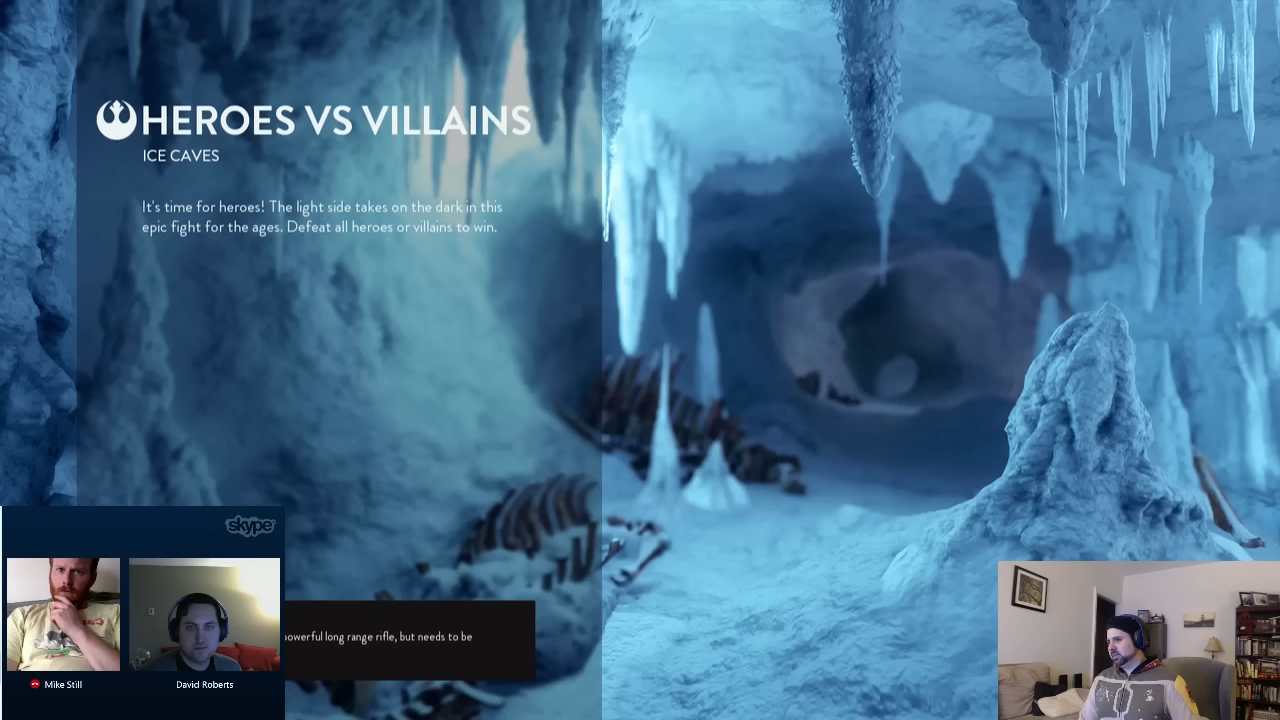 HEROES VS VILLAINS
ICE CAVES
It's time for heroes! The light side takes on the dark in this
epic fight for the ages. Defeat all heroes or villains to win.
skype
powerful long range rifle, but needs to be
Mike Still
David Roberts